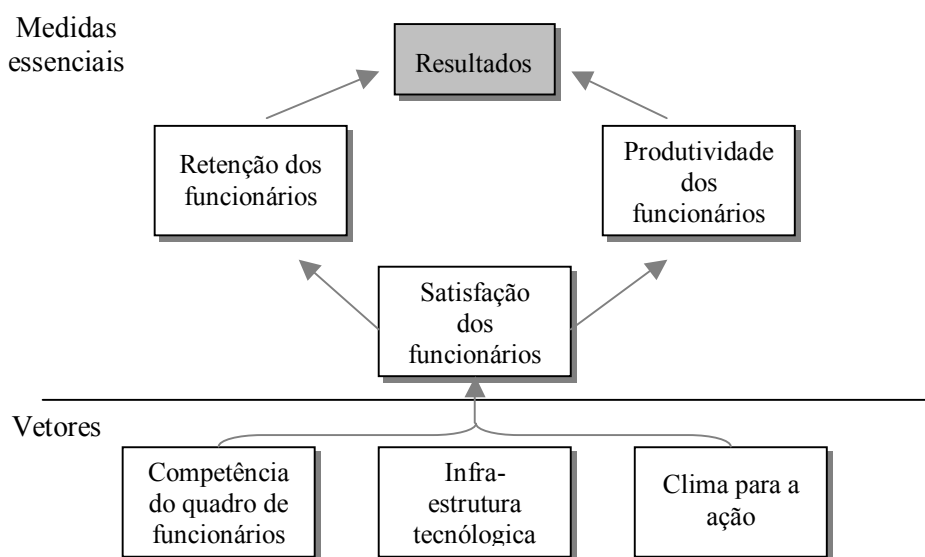 Medidas
essenciais
Resultados
Retenção dos
funcionários
Produtividade
dos
funcionários
Satisfação
dos
funcionários
Vetores
Competência
do quadro de
funcionários
Infra-
estrutura
tecnólogica
Clima para a
ação